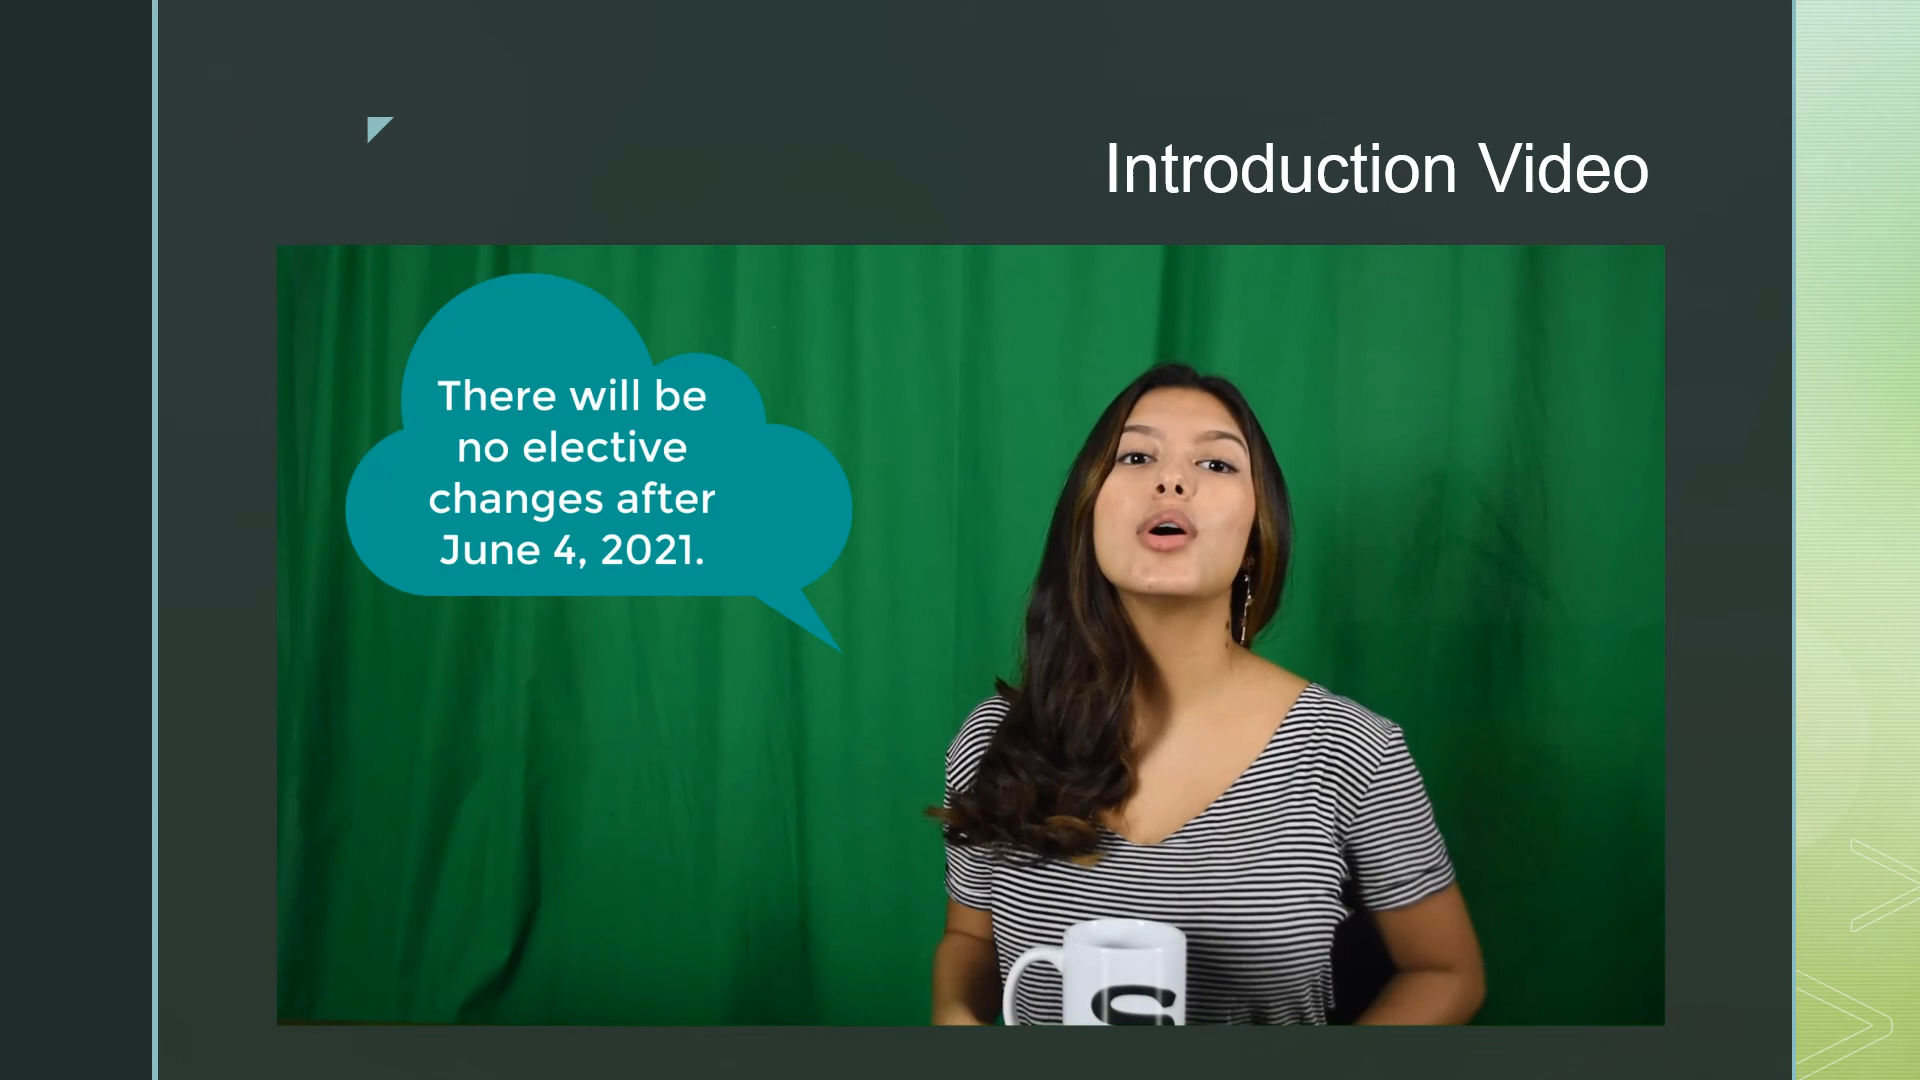 Introduction Video
There will be
no elective
changes after
June 4, 2021.
S